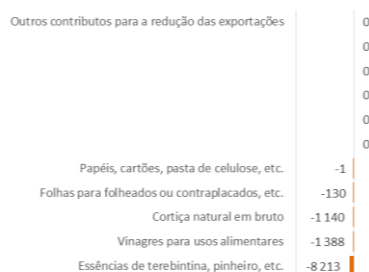 Outros contributos para a redução das exportações 0
0
0
0
0
0
Papéis, cartões, pasta de celulose, etc. -1
Folhas para folheados ou contraplacados, etc. -130
Cortiça natural em bruto -1 140
Vinagres para usos alimentares -1 388
Essências de terebintina, pinheiro, etc. -8 213